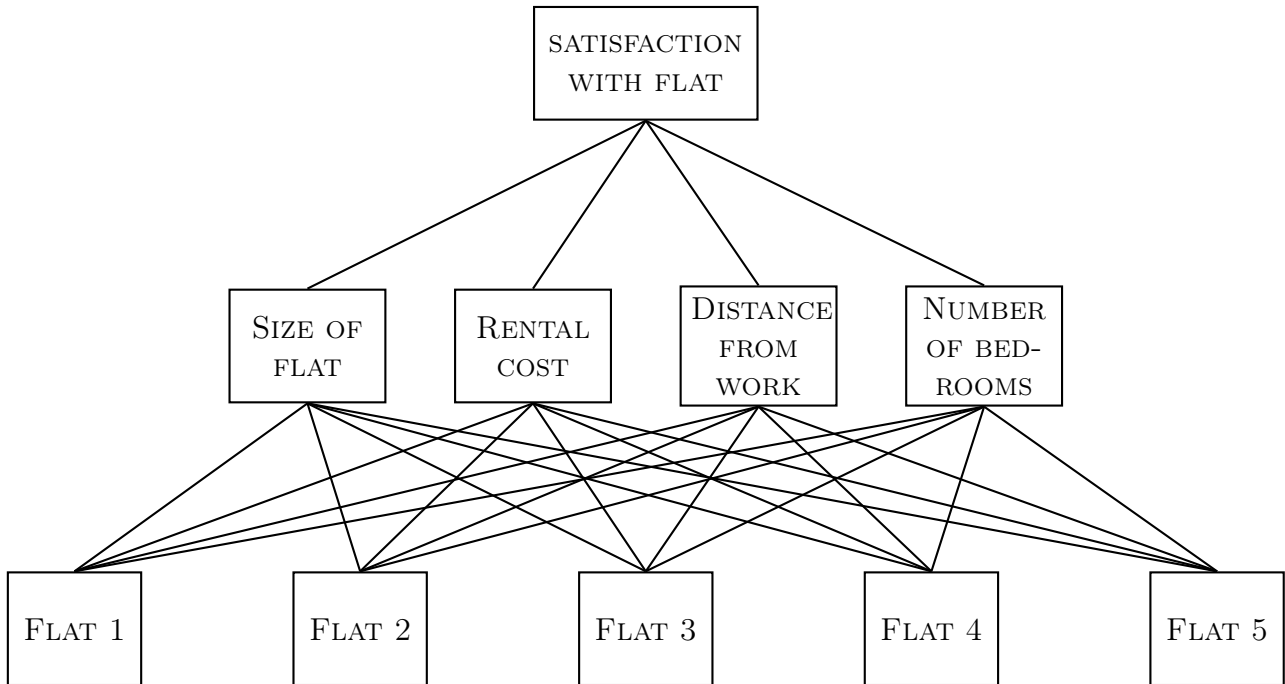 SATISFACTION
WITH FLAT
SIZE OF
FLAT
RENTAL
COST
DISTANCE
FROM
WORK
NUMBER
OF BED-
ROOMS
FLAT 1
FLAT 2
FLAT 3
FLAT 4
FLAT 5